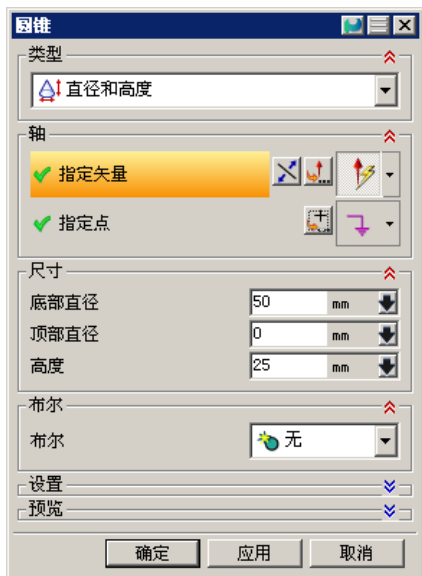 圆锥
类型
直径和高度
轴
指定矢量
指定点
尺寸
底部直径 50 mm
顶部直径 0 mm
高度 25 mm
布尔
布尔 无
设置
预览
确定 应用 取消